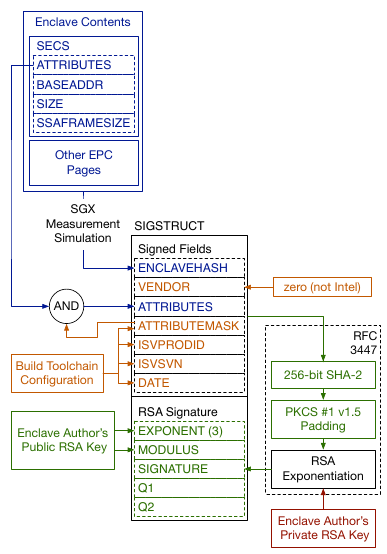 Enclave Contents
SECS
ATTRIBUTES
BASEADDR
SIZE
SSAFRAMESIZE
Other EPC
Pages
SGX
Measurement
Simulation
SIGSTRUCT
Signed Fields
ENCLAVEHASH
VENDOR
zero (not Intel)
AND
ATTRIBUTES
ATTRIBUTEMASK
ISVPRODID
ISVSVN
DATE
Build Toolchain
Configuration
RFC
3447
256-bit SHA-2
PKCS #1 v1.5
Padding
RSA
Exponentiation
RSA Signature
EXPONENT (3)
MODULUS
SIGNATURE
Q1
Q2
Enclave Author's
Public RSA Key
Enclave Author's
Private RSA Key